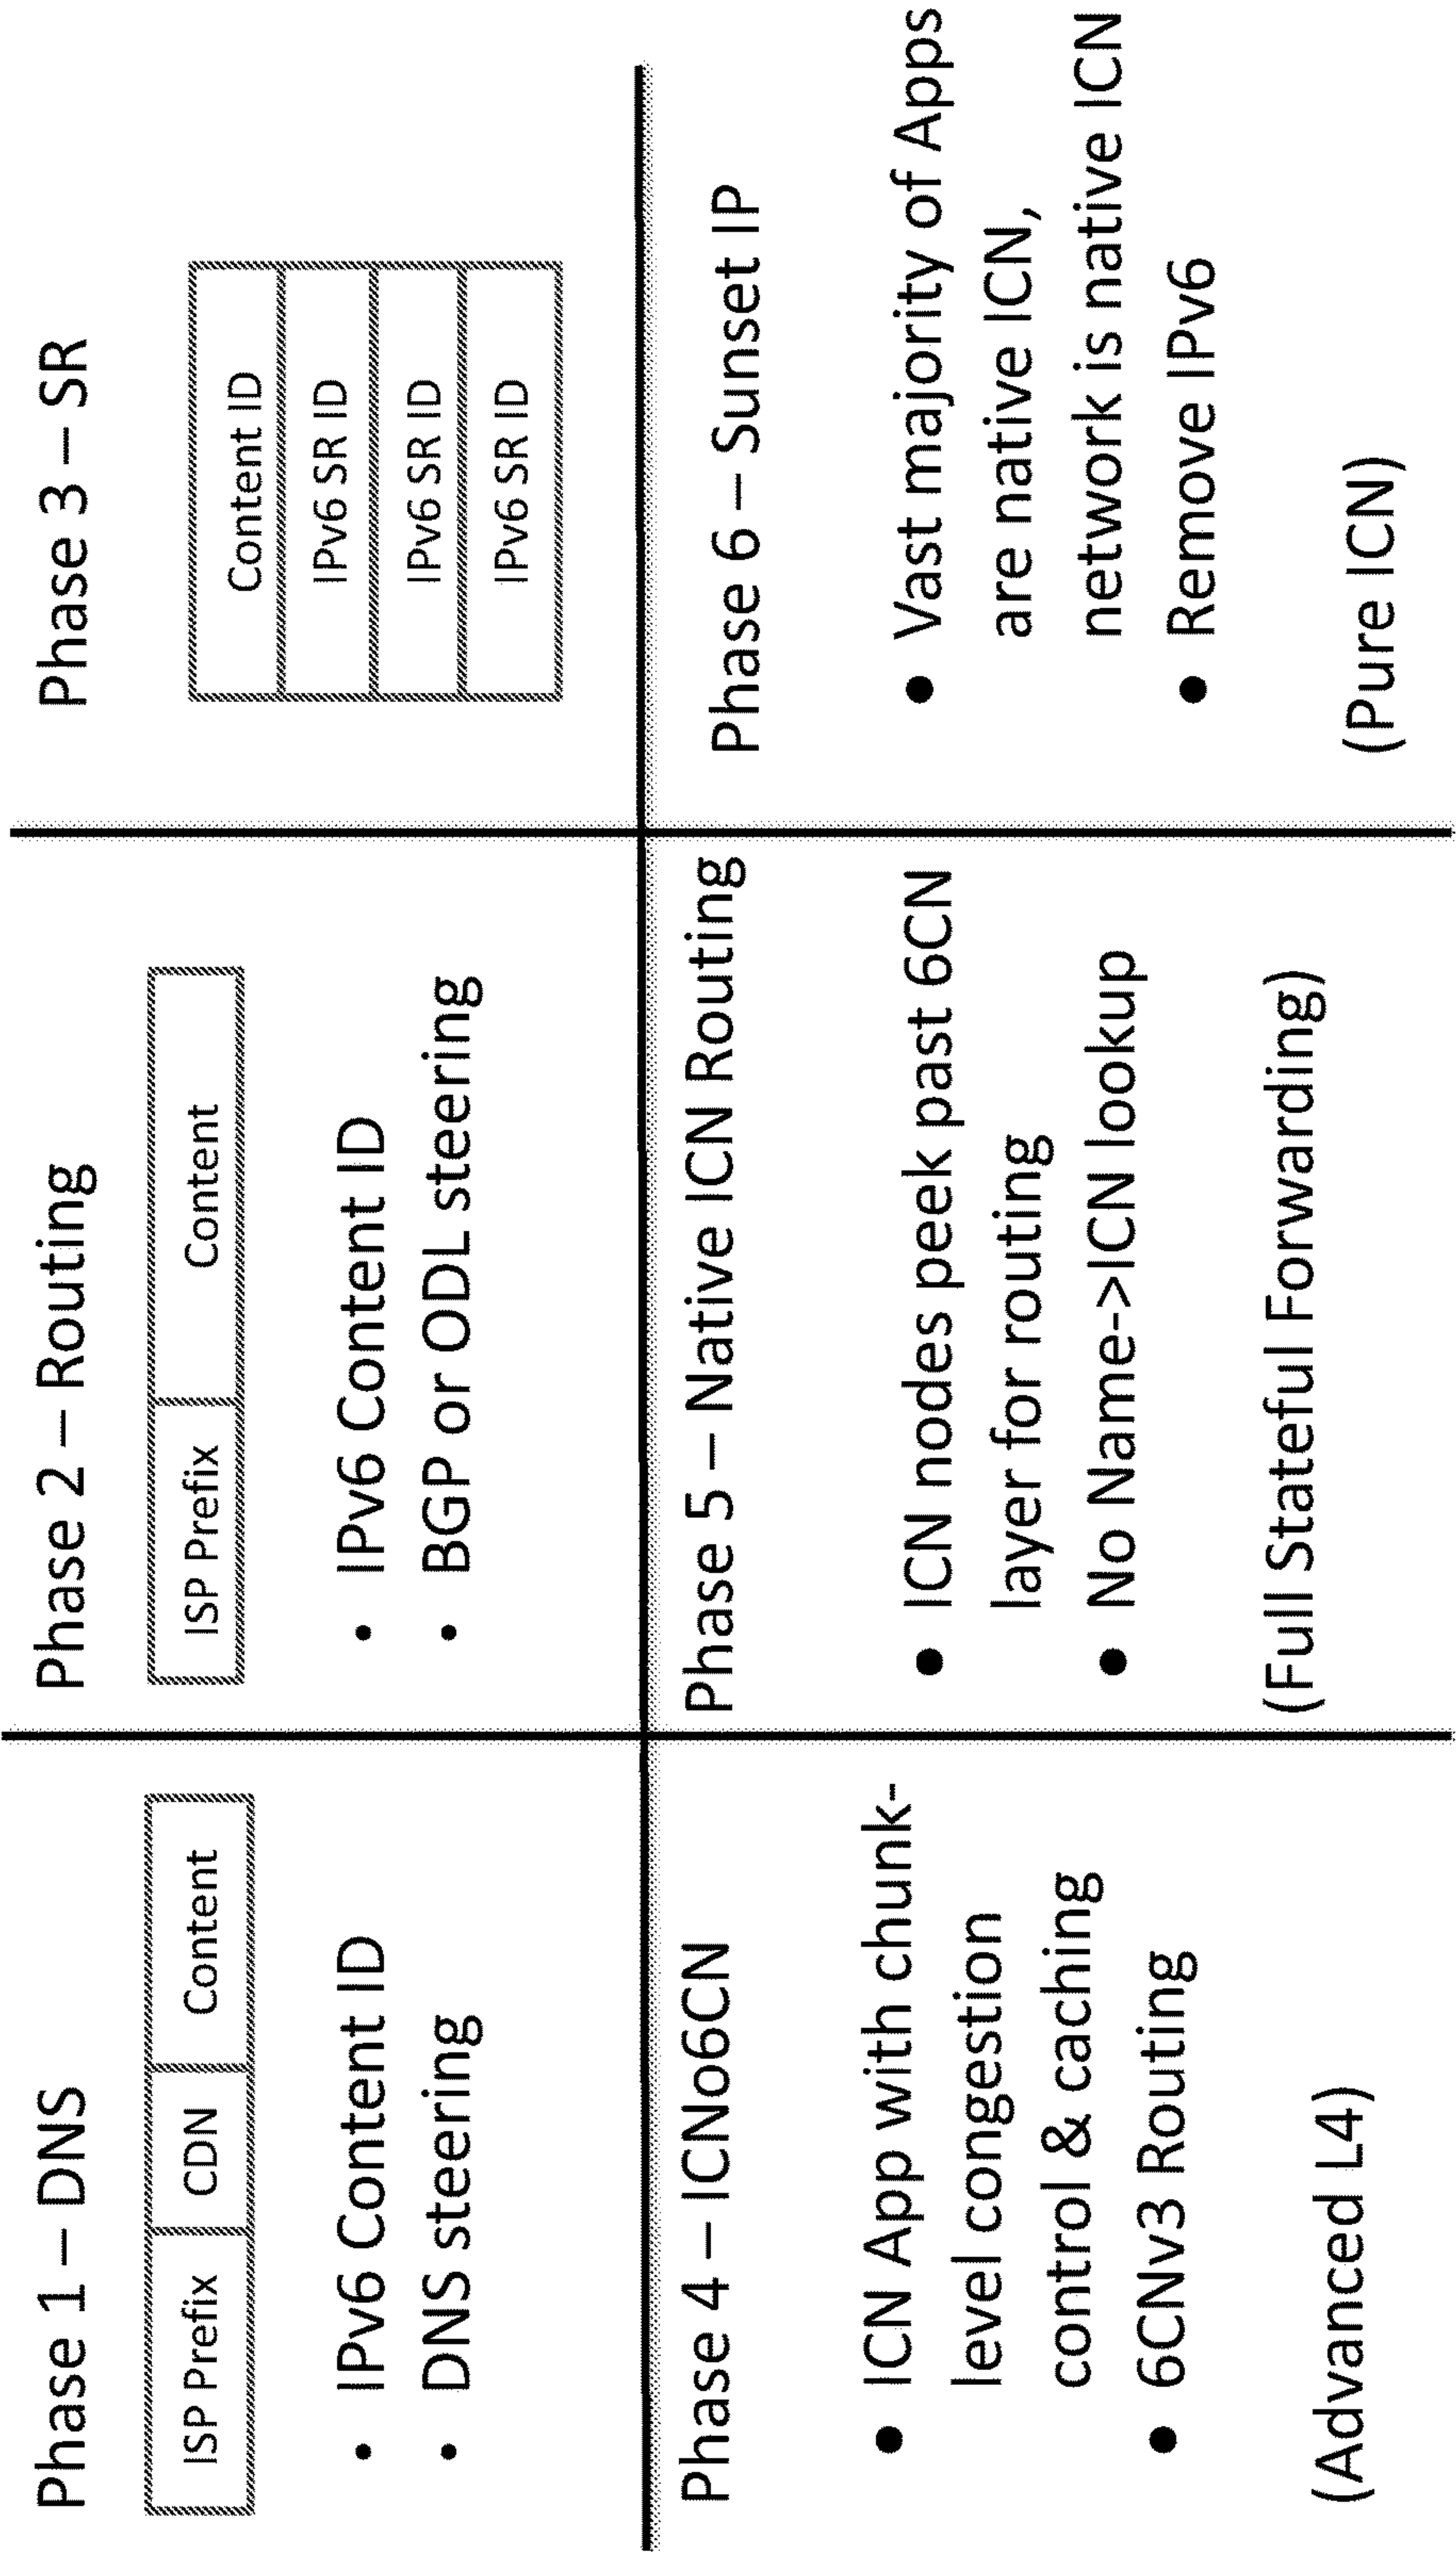 Phase 1 – DNS
ISP Prefix CDN Content
• IPv6 Content ID
• DNS steering
Phase 2 – Routing
ISP Prefix Content
• IPv6 Content ID
• BGP or ODL steering
Phase 3 – SR
Content ID
IPv6 SR ID
IPv6 SR ID
IPv6 SR ID
Phase 4 – ICNo6CN
● ICN App with chunk-
level congestion
control & caching
● 6CNv3 Routing
(Advanced L4)
Phase 5 – Native ICN Routing
● ICN nodes peek past 6CN
layer for routing
● No Name->ICN lookup
(Full Stateful Forwarding)
Phase 6 – Sunset IP
● Vast majority of Apps
are native ICN,
network is native ICN
● Remove IPv6
(Pure ICN)